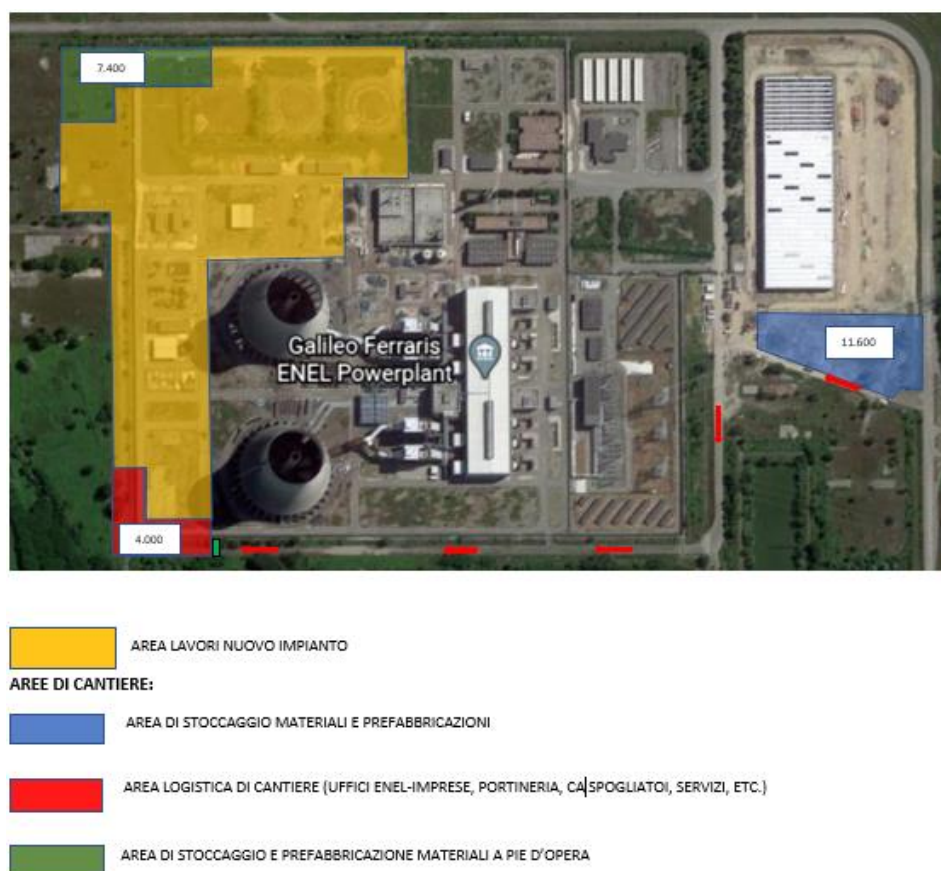 7.400
11.600
Galileo Ferraris
ENEL Powerplant
4.000
AREA LAVORI NUOVO IMPIANTO
AREE DI CANTIERE:
AREA DI STOCCAGGIO MATERIALI E PREFABBRICAZIONI
AREA LOGISTICA DI CANTIERE (UFFICI ENEL-IMPRESE, PORTINERIA, CA SPOGLIATOI, SERVIZI, ETC.)
AREA DI STOCCAGGIO E PREFABBRICAZIONE MATERIALI A PIE D'OPERA